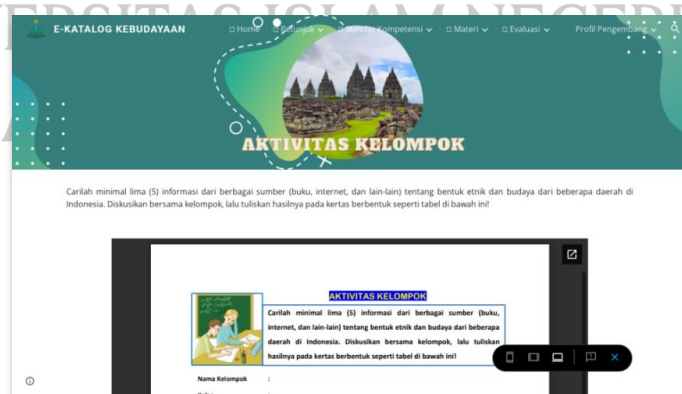 E-KATALOG KEBUDAYAAN
Home
Petunjuk
Standar Kompetensi
Materi
Evaluasi
Profil Pengembang
AKTIVITAS KELOMPOK
Carilah minimal lima (5) informasi dari berbagai sumber (buku, internet, dan lain-lain) tentang bentuk etnik dan budaya dari beberapa daerah di
Indonesia. Diskusikan bersama kelompok, lalu tuliskan hasilnya pada kertas berbentuk seperti tabel di bawah ini!
AKTIVITAS KELOMPOK
Carilah minimal lima (5) informasi dari berbagai sumber (buku,
internet, dan lain-lain) tentang bentuk etnik dan budaya dari beberapa
daerah di Indonesia. Diskusikan bersama kelompok, lalu tuliskan
hasilnya pada kertas berbentuk seperti tabel di bawah ini!
Nama Kelompok :